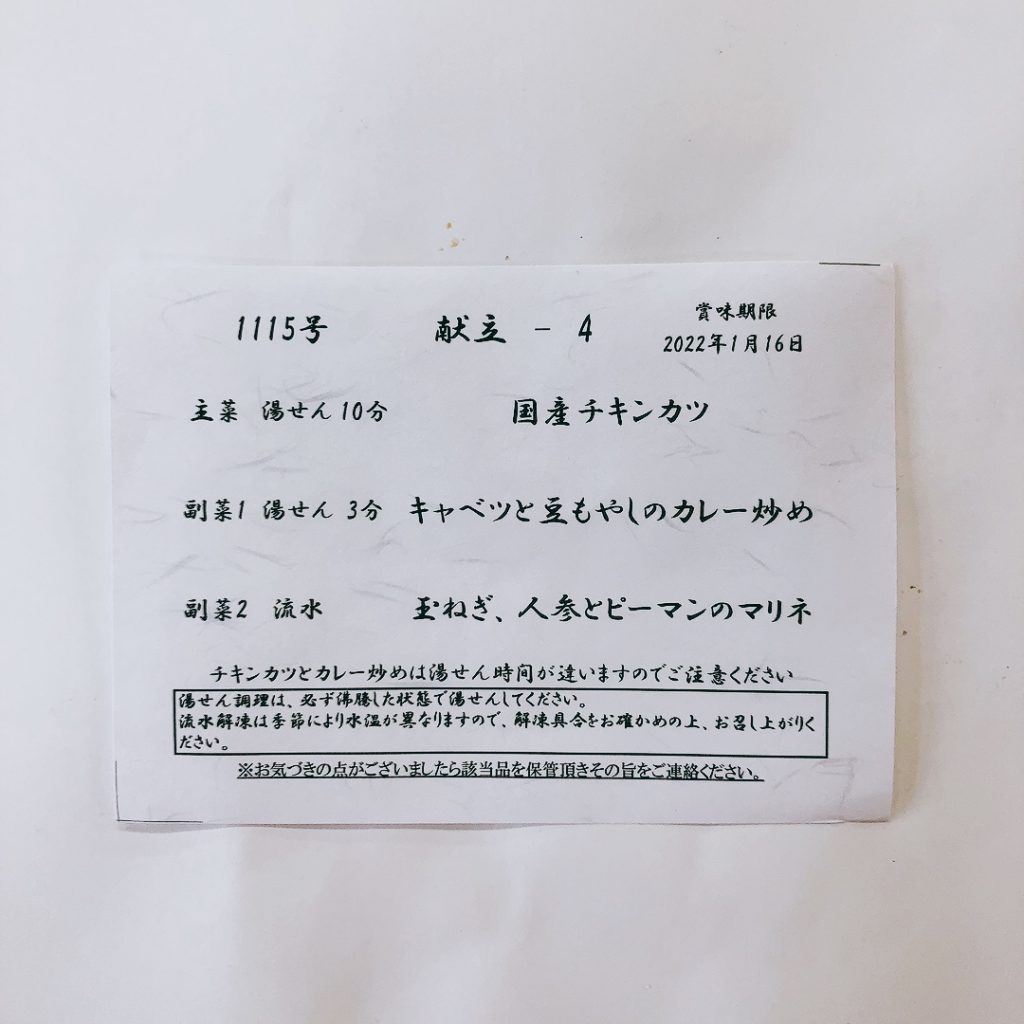 1115号 献立 － 4 賞味期限
2022年1月16日
主菜 湯せん10分 国産チキンカツ
副菜1 湯せん 3分 キャベツと豆もやしのカレー炒め
副菜2 流水 玉ねぎ、人参とピーマンのマリネ
チキンカツとカレー炒めは湯せん時間が違いますのでご注意ください
湯せん調理は、必ず沸騰した状態で湯せんしてください。
流水解凍は季節により水温が異なりますので、解凍具合をお確かめの上、お召し上がりく
ださい。
※お気づきの点がございましたら該当品を保管頂きその旨をご連絡ください。